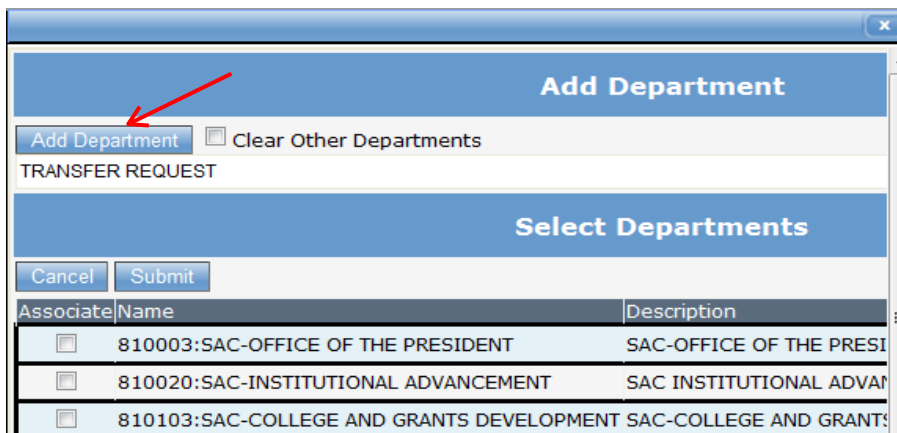 x
Add Department
Add Department Clear Other Departments
TRANSFER REQUEST
Select Departments
Cancel Submit
Associate Name Description
810003:SAC-OFFICE OF THE PRESIDENT SAC-OFFICE OF THE PRESI
810020:SAC-INSTITUTIONAL ADVANCEMENT SAC INSTITUTIONAL ADVAN
810103:SAC-COLLEGE AND GRANTS DEVELOPMENT SAC-COLLEGE AND GRANTS